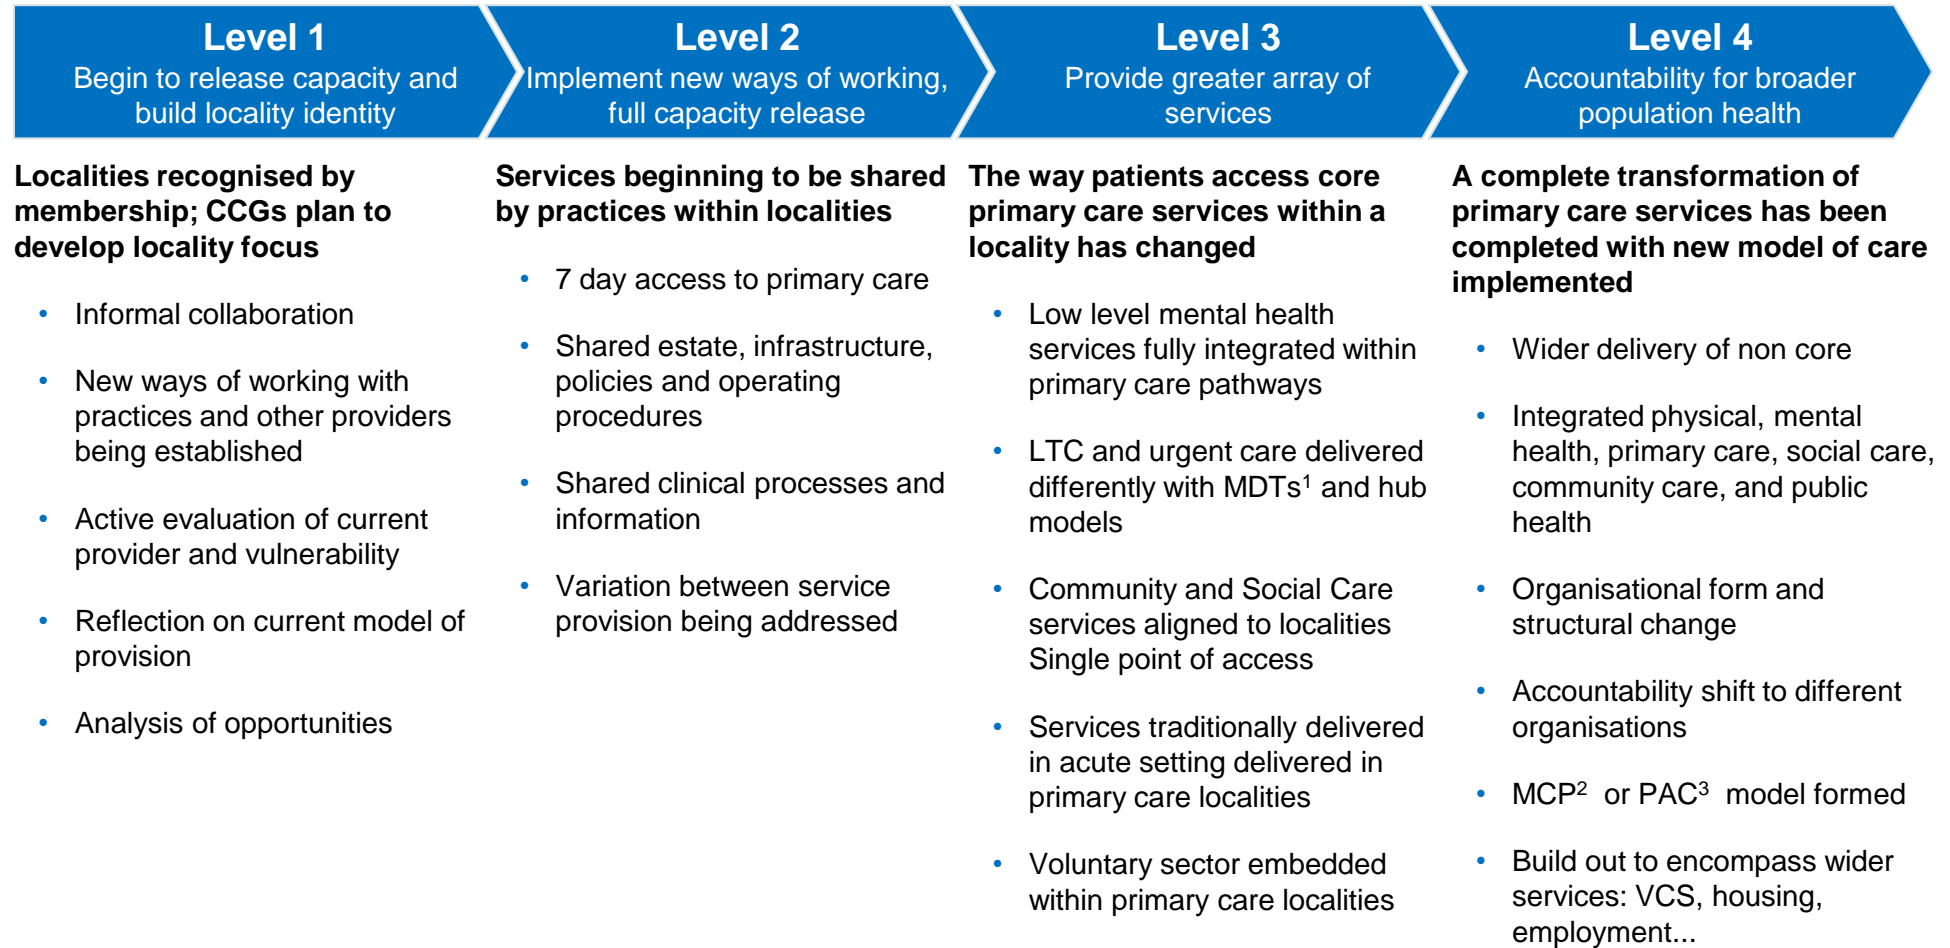 Level 1
Begin to release capacity and
build locality identity
Level 2
Implement new ways of working,
full capacity release
Level 3
Provide greater array of
services
Level 4
Accountability for broader
population health
Localities recognised by
membership; CCGs plan to
develop locality focus
• Informal collaboration
• New ways of working with
practices and other providers
being established
• Active evaluation of current
provider and vulnerability
• Reflection on current model of
provision
• Analysis of opportunities
Services beginning to be shared
by practices within localities
• 7 day access to primary care
• Shared estate, infrastructure,
policies and operating
procedures
• Shared clinical processes and
information
• Variation between service
provision being addressed
The way patients access core
primary care services within a
locality has changed
• Low level mental health
services fully integrated within
primary care pathways
• LTC and urgent care delivered
differently with MDTs¹ and hub
models
• Community and Social Care
services aligned to localities
Single point of access
• Services traditionally delivered
in acute setting delivered in
primary care localities
• Voluntary sector embedded
within primary care localities
A complete transformation of
primary care services has been
completed with new model of care
implemented
• Wider delivery of non core
• Integrated physical, mental
health, primary care, social care,
community care, and public
health
• Organisational form and
structural change
• Accountability shift to different
organisations
• MCP² or PAC³ model formed
• Build out to encompass wider
services: VCS, housing,
employment...